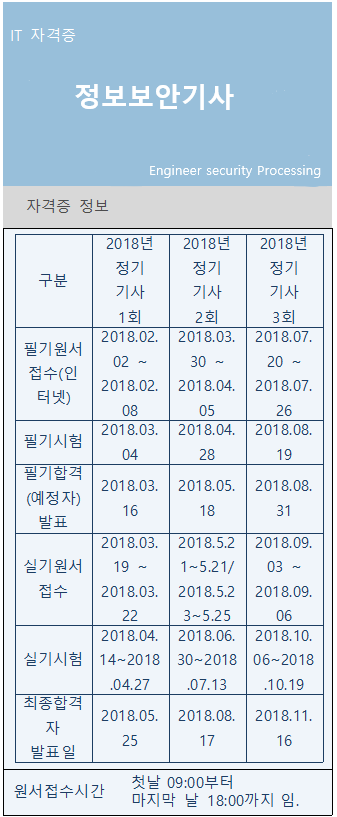 IT 자격증
정보보안기사
Engineer security Processing
자격증 정보
구분
2018년
정기
기사
1회
2018년
정기
기사
2회
2018년
정기
기사
3회
필기원서
접수(인
터넷)
2018.02.
02 ~
2018.02.
08
2018.03.
30 ~
2018.04.
05
2018.07.
20 ~
2018.07.
26
필기시험
2018.03.
04
2018.04.
28
2018.08.
19
필기합격
(예정자)
발표
2018.03.
16
2018.05.
18
2018.08.
31
실기원서
접수
2018.03.
19 ~
2018.03.
22
2018.5.2
1~5.21/
2018.5.2
3~5.25
2018.09.
03 ~
2018.09.
06
실기시험
2018.04.
14~2018
.04.27
2018.06.
30~2018
.07.13
2018.10.
06~2018
.10.19
최종합격
자
발표일
2018.05.
25
2018.08.
17
2018.11.
16
원서접수시간
첫날 09:00부터
마지막 날 18:00까지 임.